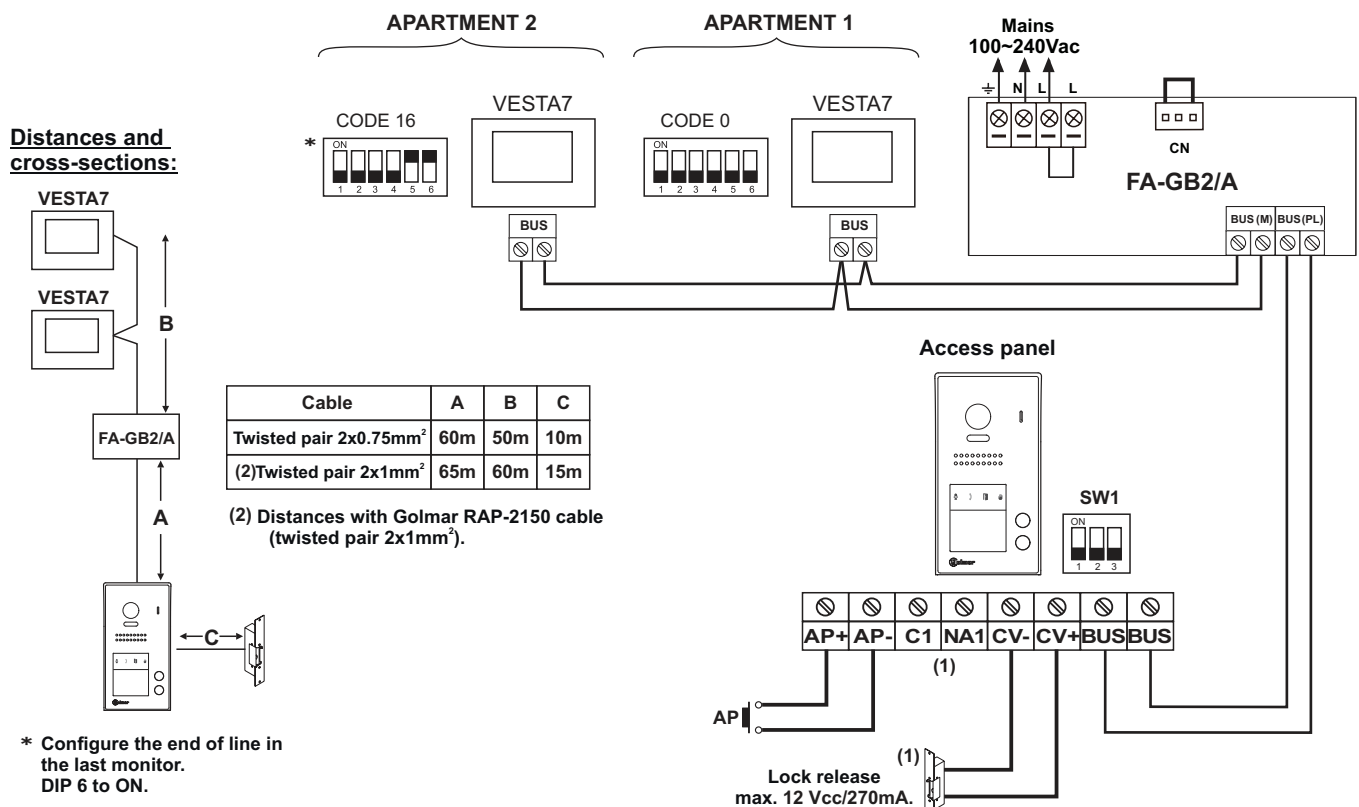 APARTMENT 2
APARTMENT 1
Mains
100~240Vac
N L L
CN
FA-GB2/A
BUS (M) BUS (PL)
VESTA7
CODE 16
*
ON
1 2 3 4 5 6
BUS
VESTA7
CODE 0
ON
1 2 3 4 5 6
BUS
Distances and
cross-sections:
VESTA7
VESTA7
B
FA-GB2/A
A
C
Golmar
* Configure the end of line in
the last monitor.
DIP 6 to ON.
Cable A B C
Twisted pair 2x0.75mm² 60m 50m 10m
(2)Twisted pair 2x1mm² 65m 60m 15m
(2) Distances with Golmar RAP-2150 cable
(twisted pair 2x1mm²).
Access panel
Golmar
SW1
ON
1 2 3
AP+ AP- C1 NA1 CV- CV+ BUS BUS
(1)
AP
(1)
Lock release
max. 12 Vcc/270mA.